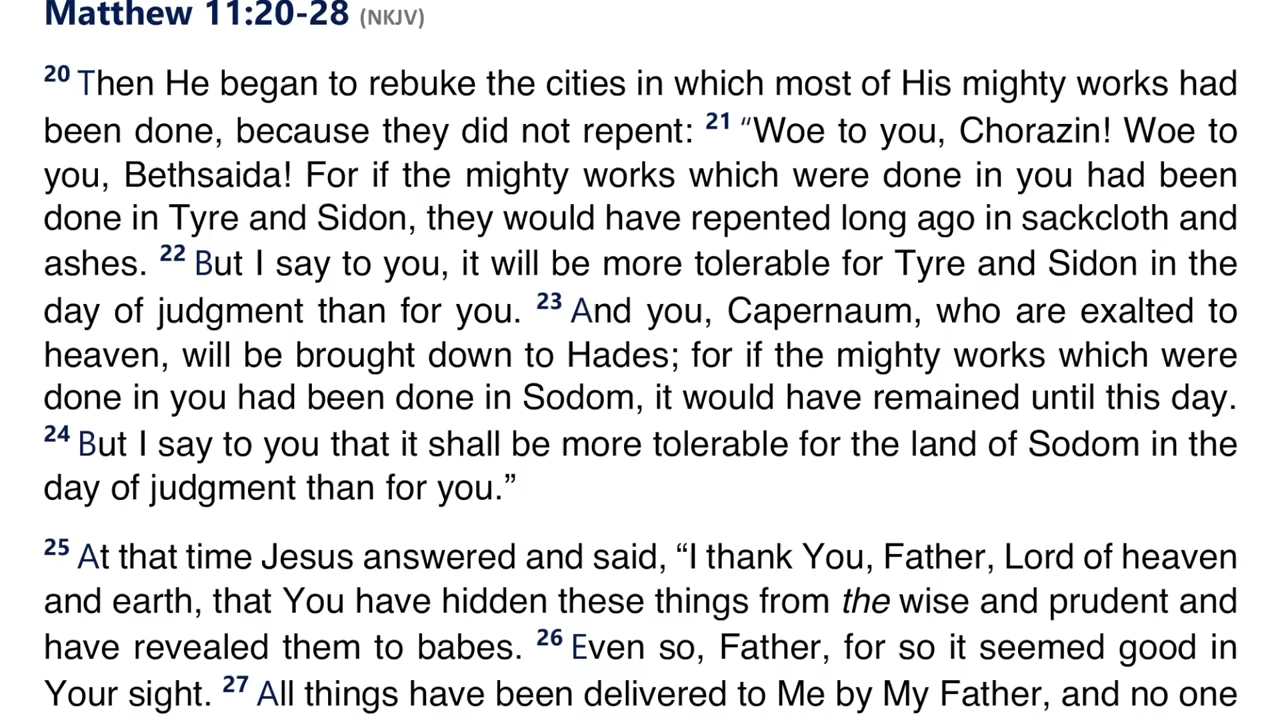 Matthew 11:20-28 (NKJV)
20 Then He began to rebuke the cities in which most of His mighty works had
been done, because they did not repent: 21 “Woe to you, Chorazin! Woe to
you, Bethsaida! For if the mighty works which were done in you had been
done in Tyre and Sidon, they would have repented long ago in sackcloth and
ashes. 22 But I say to you, it will be more tolerable for Tyre and Sidon in the
day of judgment than for you. 23 And you, Capernaum, who are exalted to
heaven, will be brought down to Hades; for if the mighty works which were
done in you had been done in Sodom, it would have remained until this day.
24 But I say to you that it shall be more tolerable for the land of Sodom in the
day of judgment than for you.”
25 At that time Jesus answered and said, “I thank You, Father, Lord of heaven
and earth, that You have hidden these things from the wise and prudent and
have revealed them to babes. 26 Even so, Father, for so it seemed good in
Your sight. 27 All things have been delivered to Me by My Father, and no one